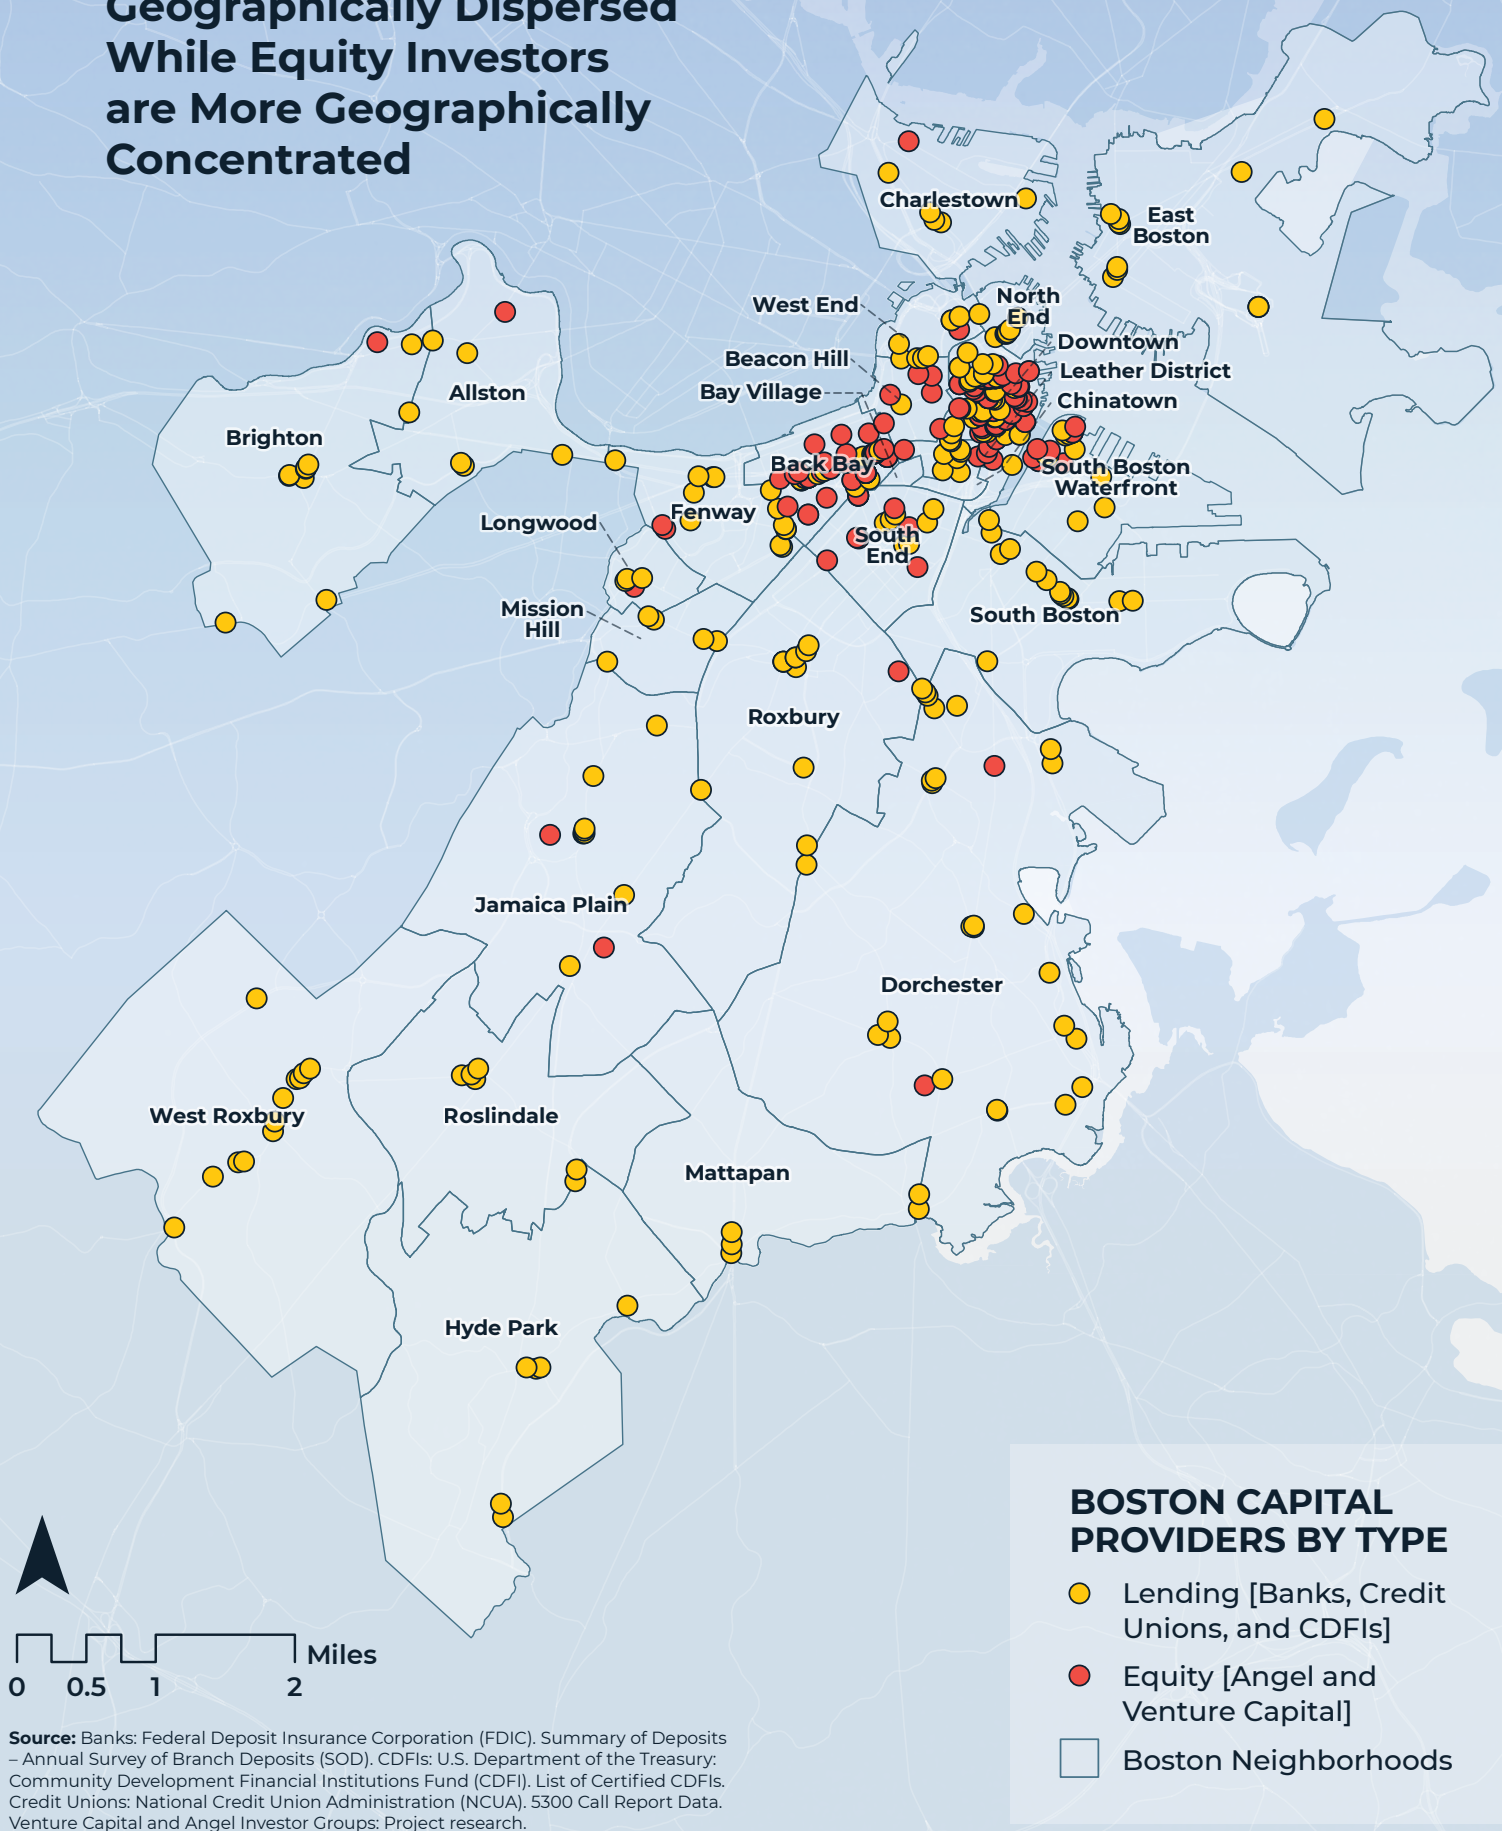 Geographically Dispersed
While Equity Investors
are More Geographically
Concentrated
Charlestown
East
Boston
West End
North
End
Downtown
Beacon Hill
Leather District
Bay Village
Chinatown
Allston
Brighton
Back Bay
South Boston
Waterfront
Fenway
Longwood
South
End
Mission
Hill
South Boston
Roxbury
Jamaica Plain
Dorchester
West Roxbury
Roslindale
Mattapan
Hyde Park
BOSTON CAPITAL
PROVIDERS BY TYPE
Lending [Banks, Credit
Unions, and CDFIs]
Equity [Angel and
Venture Capital]
Boston Neighborhoods
Miles
0 0.5 1 2
Source: Banks: Federal Deposit Insurance Corporation (FDIC). Summary of Deposits
– Annual Survey of Branch Deposits (SOD). CDFIs: U.S. Department of the Treasury:
Community Development Financial Institutions Fund (CDFI). List of Certified CDFIs.
Credit Unions: National Credit Union Administration (NCUA). 5300 Call Report Data.
Venture Capital and Angel Investor Groups: Project research.